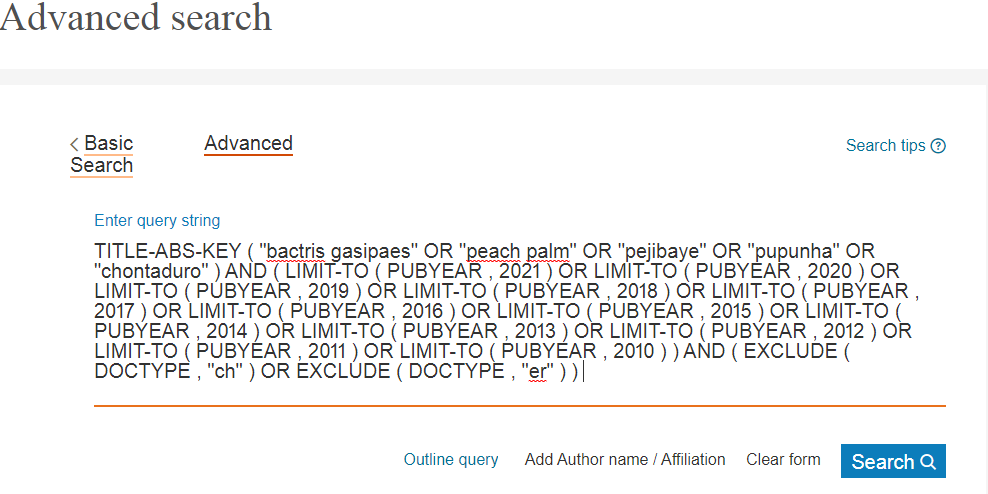 Advanced search
< Basic Search
Advanced
Search tips ?
Enter query string
TITLE-ABS-KEY ( "bactris gasipaes" OR "peach palm" OR "pejibaye" OR "pupunha" OR
"chontaduro" ) AND ( LIMIT-TO ( PUBYEAR , 2021 ) OR LIMIT-TO ( PUBYEAR , 2020 ) OR
LIMIT-TO ( PUBYEAR , 2019 ) OR LIMIT-TO ( PUBYEAR , 2018 ) OR LIMIT-TO ( PUBYEAR ,
2017 ) OR LIMIT-TO ( PUBYEAR , 2016 ) OR LIMIT-TO ( PUBYEAR , 2015 ) OR LIMIT-TO (
PUBYEAR , 2014 ) OR LIMIT-TO ( PUBYEAR , 2013 ) OR LIMIT-TO ( PUBYEAR , 2012 ) OR
LIMIT-TO ( PUBYEAR , 2011 ) OR LIMIT-TO ( PUBYEAR , 2010 ) ) AND ( EXCLUDE (
DOCTYPE , "ch" ) OR EXCLUDE ( DOCTYPE , "er" ) )
Outline query Add Author name / Affiliation Clear form Search